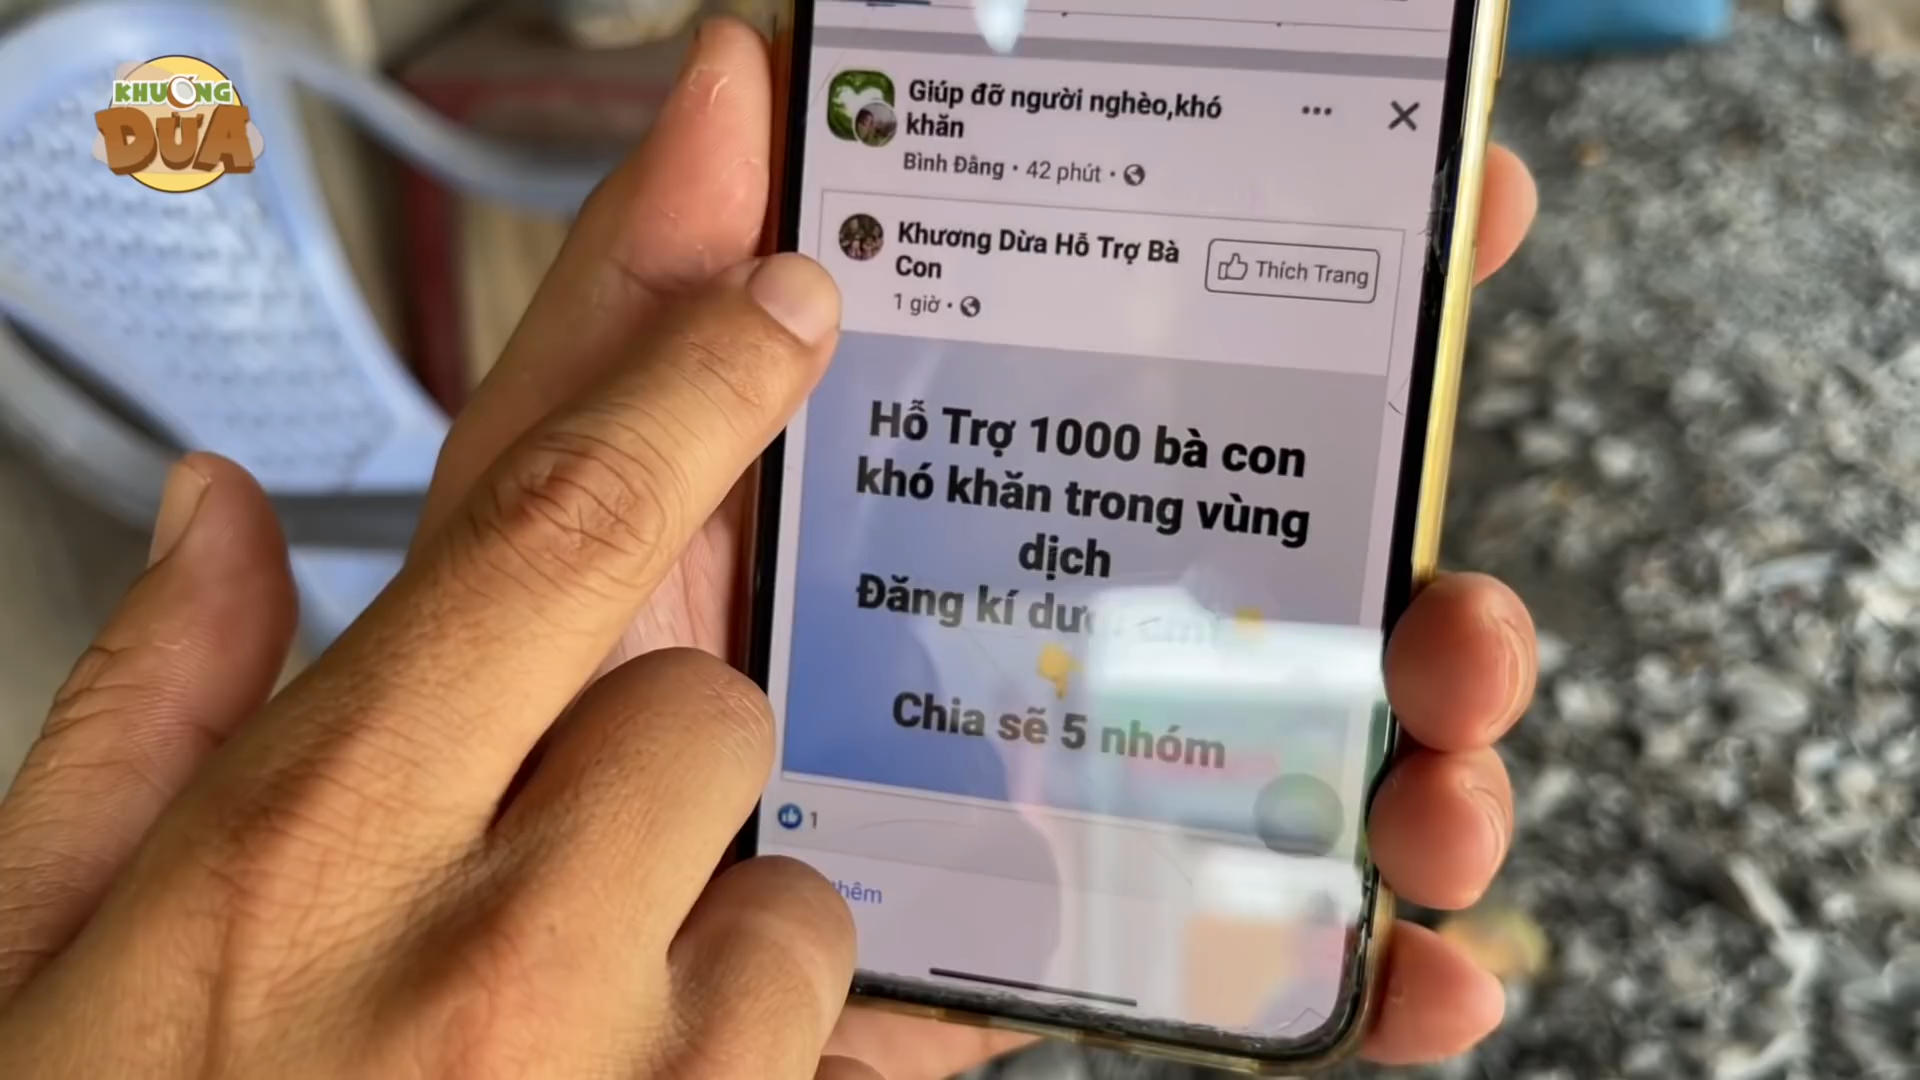 KHƯƠNG
DỪA
Giúp đỡ người nghèo,khó
khăn
Bình Đẳng · 42 phút ·
Khương Dừa Hỗ Trợ Bà
Con
Thích Trang
1 giờ ·
Hỗ Trợ 1000 bà con
khó khăn trong vùng
dịch
Đăng kí
Chia sẽ 5 nhóm
1
thêm